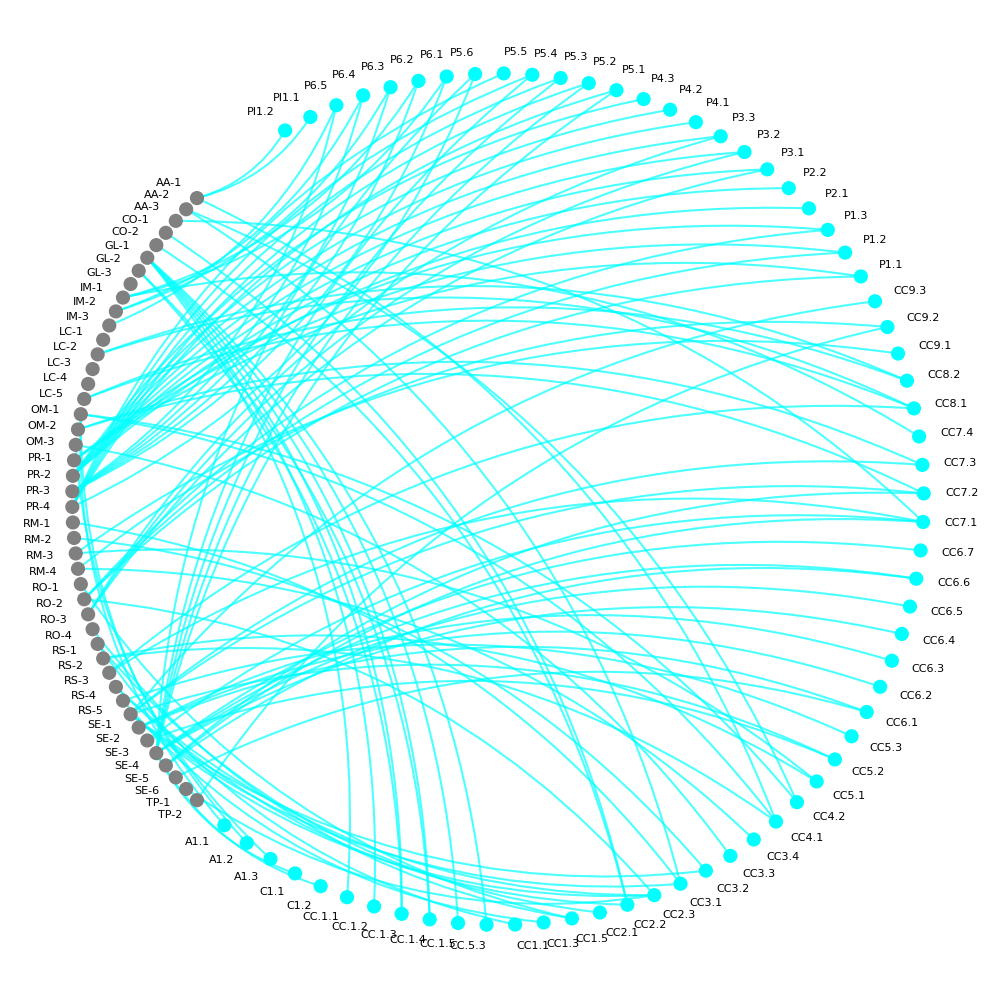 P5.6
P6.1
P6.2
P6.3
P6.4
P6.5
PI1.1
PI1.2
P5.5
P5.4
P5.3
P5.2
P5.1
P4.3
P4.2
P4.1
P3.3
P3.2
P3.1
P2.2
P2.1
P1.3
P1.2
P1.1
CC9.3
CC9.2
CC9.1
CC8.2
CC8.1
CC7.4
CC7.3
CC7.2
CC7.1
CC6.7
CC6.6
CC6.5
CC6.4
CC6.3
CC6.2
CC6.1
CC5.3
CC5.2
CC5.1
CC4.2
CC4.1
CC3.4
CC3.3
CC3.2
CC3.1
CC2.3
CC2.2
CC2.1
CC1.5
CC1.3
CC1.1
CC.5.3
CC.1.5
CC.1.4
CC.1.3
CC.1.2
CC.1.1
C1.2
C1.1
A1.3
A1.2
A1.1
AA-1
AA-2
AA-3
CO-1
CO-2
GL-1
GL-2
GL-3
IM-1
IM-2
IM-3
LC-1
LC-2
LC-3
LC-4
LC-5
OM-1
OM-2
OM-3
PR-1
PR-2
PR-3
PR-4
RM-1
RM-2
RM-3
RM-4
RO-1
RO-2
RO-3
RO-4
RS-1
RS-2
RS-3
RS-4
RS-5
SE-1
SE-2
SE-3
SE-4
SE-5
SE-6
TP-1
TP-2